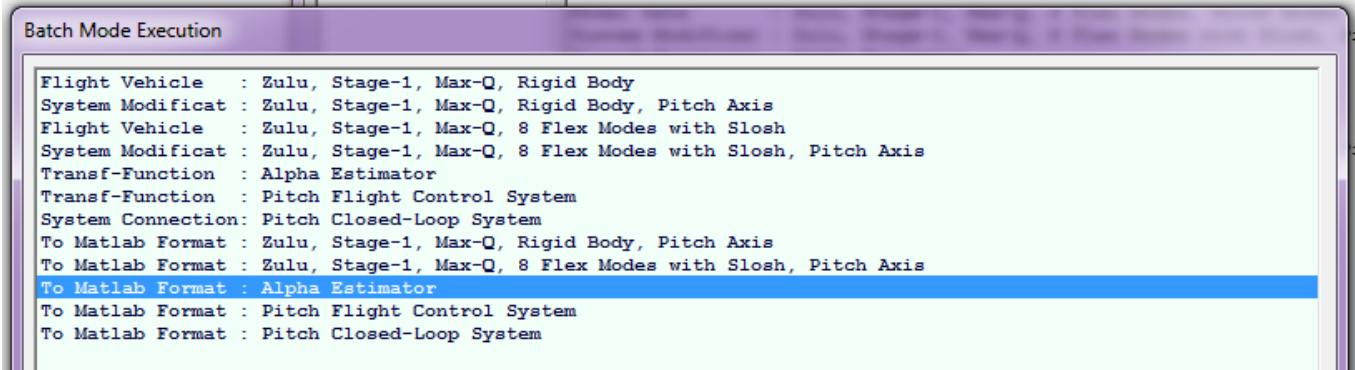 Batch Mode Execution
Flight Vehicle   : Zulu, Stage-1, Max-Q, Rigid Body
System Modificat : Zulu, Stage-1, Max-Q, Rigid Body, Pitch Axis
Flight Vehicle   : Zulu, Stage-1, Max-Q, 8 Flex Modes with Slosh
System Modificat : Zulu, Stage-1, Max-Q, 8 Flex Modes with Slosh, Pitch Axis
Transf-Function  : Alpha Estimator
Transf-Function  : Pitch Flight Control System
System Connection: Pitch Closed-Loop System
To Matlab Format : Zulu, Stage-1, Max-Q, Rigid Body, Pitch Axis
To Matlab Format : Zulu, Stage-1, Max-Q, 8 Flex Modes with Slosh, Pitch Axis
To Matlab Format : Alpha Estimator
To Matlab Format : Pitch Flight Control System
To Matlab Format : Pitch Closed-Loop System